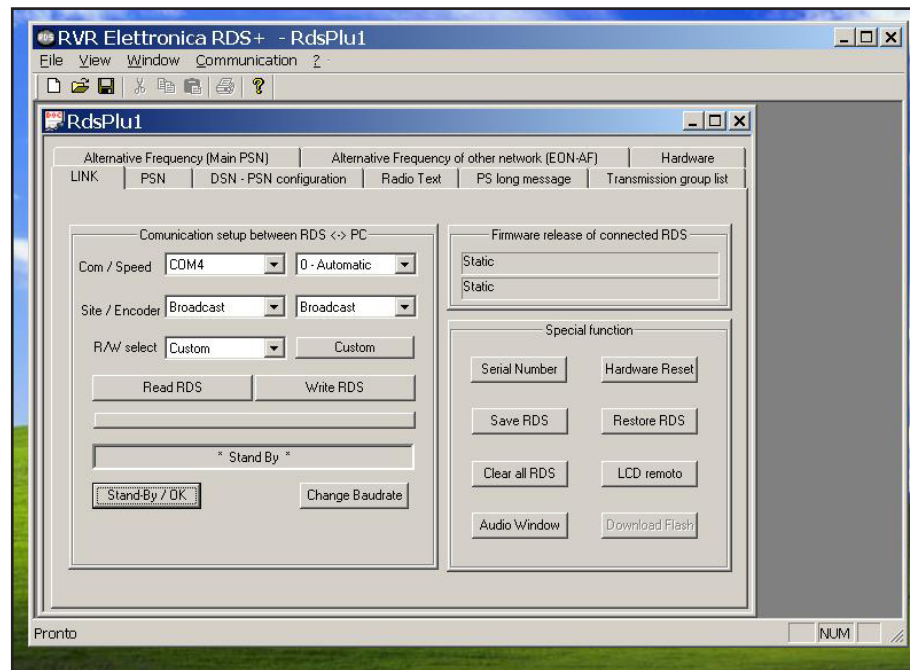 RDS RVR Elettronica RDS+ - RdsPlu1
File View Window Communication ?
RdsPlu1
Alternative Frequency (Main PSN) Alternative Frequency of other network (EON-AF) Hardware
LINK PSN DSN - PSN configuration Radio Text PS long message Transmission group list
Comunication setup between RDS <-> PC
Com / Speed COM4 0 - Automatic
Site / Encoder Broadcast Broadcast
R/W select Custom Custom
Read RDS Write RDS
* Stand By *
Stand-By / OK Change Baudrate
Firmware release of connected RDS
Static
Static
Special function
Serial Number Hardware Reset
Save RDS Restore RDS
Clear all RDS LCD remoto
Audio Window Download Flash
Pronto NUM